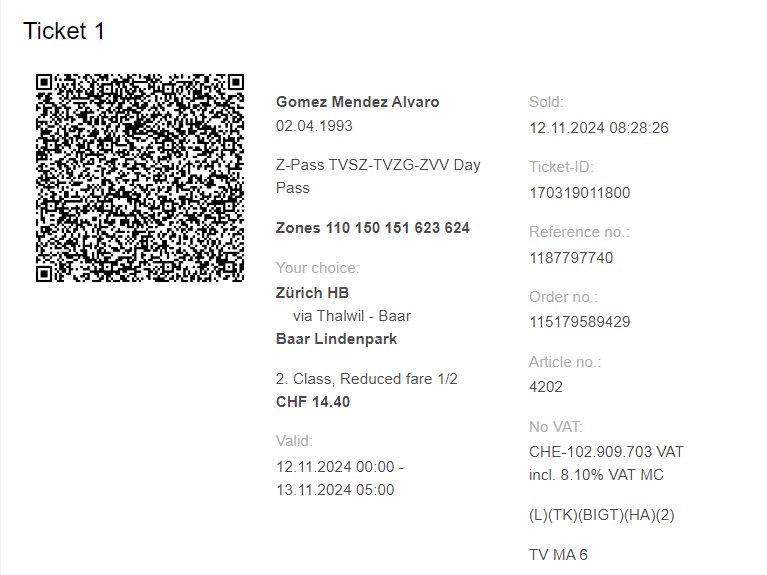 Ticket 1
Gomez Mendez Alvaro
02.04.1993
Z-Pass TVSZ-TVZG-ZVV Day
Pass
Zones 110 150 151 623 624
Your choice:
Zürich HB
via Thalwil - Baar
Baar Lindenpark
2. Class, Reduced fare 1/2
CHF 14.40
Valid:
12.11.2024 00:00 -
13.11.2024 05:00
Sold:
12.11.2024 08:28:26
Ticket-ID:
170319011800
Reference no.:
1187797740
Order no.:
115179589429
Article no.:
4202
No VAT:
CHE-102.909.703 VAT
incl. 8.10% VAT MC
(L)(TK)(BIGT)(HA)(2)
TV MA 6